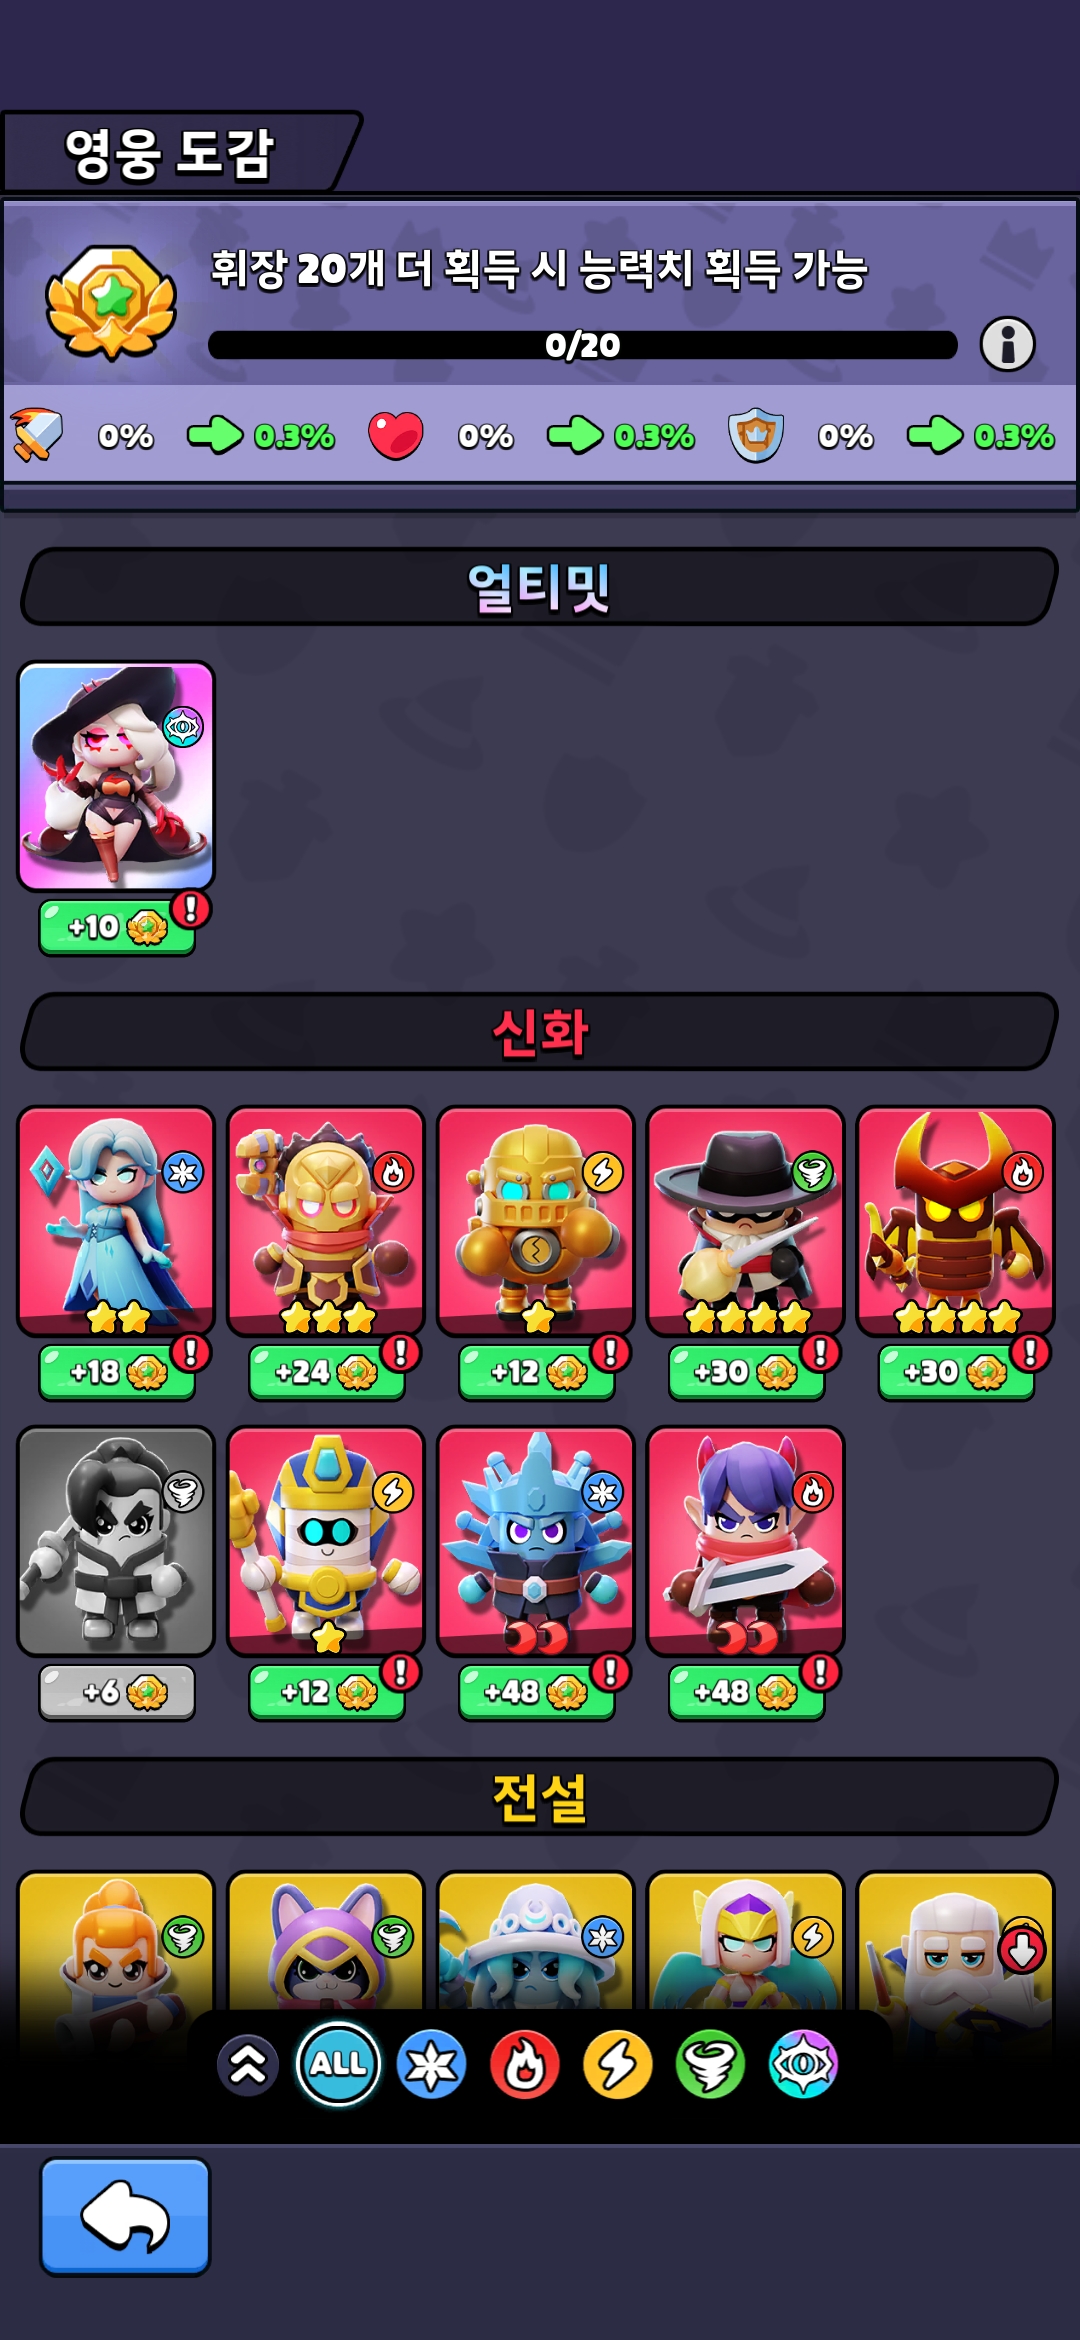 영웅 도감
휘장 20개 더 획득 시 능력치 획득 가능
0/20
0% 0.3% 0% 0.3% 0% 0.3%
얼티밋
+10
신화
+18 +24 +12 +30 +30
+6 +12 +48 +48
전설
ALL